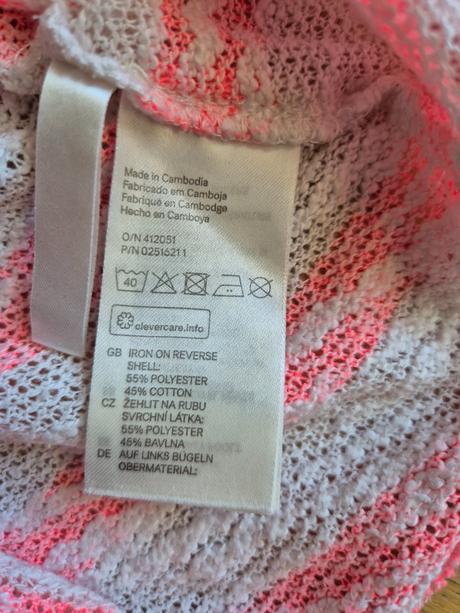 Made in Cambodia
Fabricado em Camboja
Fabriqué en Cambodge
Hecho en Camboya
O/N 412051
P/N 02516211
40
clevercare.info
GB IRON ON REVERSE
SHELL:
55% POLYESTER
45% COTTON
CZ ŽEHLIT NA RUBU
SVRCHNÍ LÁTKA:
55% POLYESTER
45% BAVLNA
DE AUF LINKS BÜGELN
OBERMATERIAL: